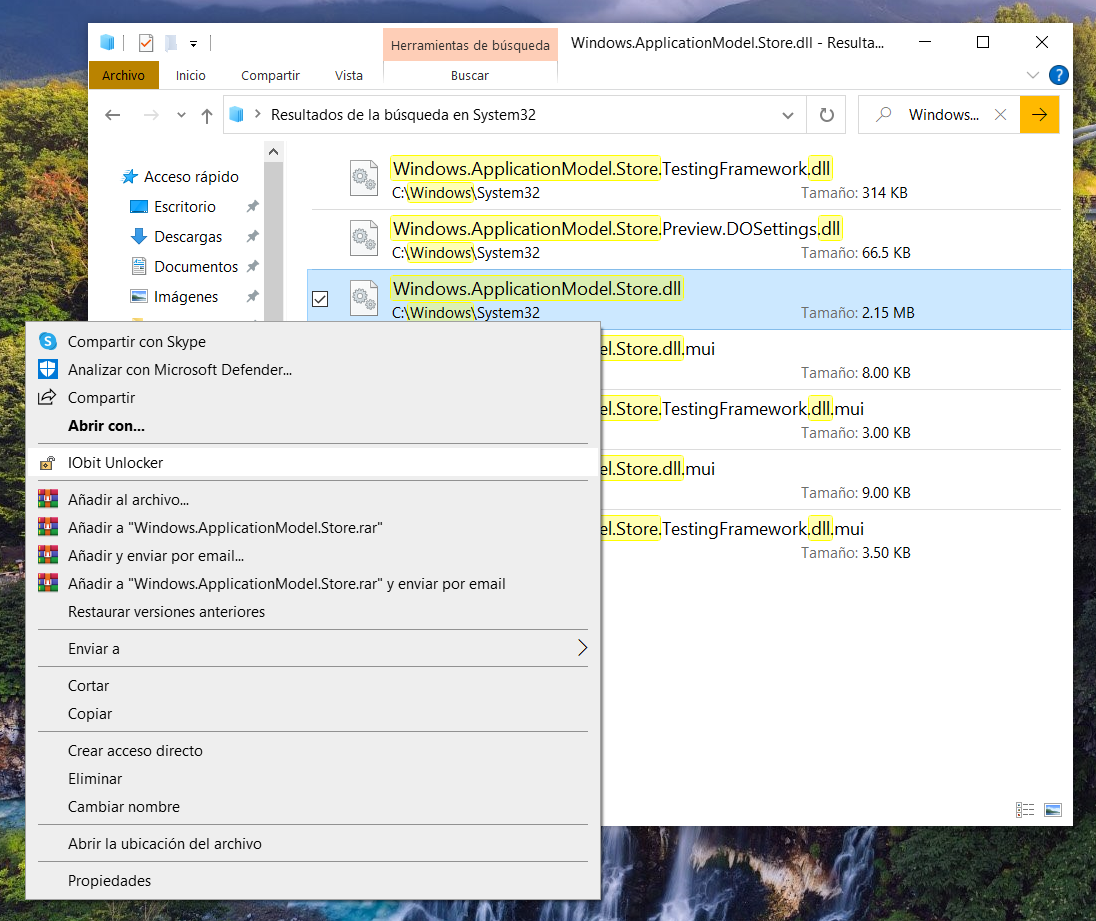 Herramientas de búsqueda
Windows.ApplicationModel.Store.dll - Resulta...
Archivo
Inicio
Compartir
Vista
Buscar
?
Resultados de la búsqueda en System32
Windows...
Acceso rápido
Escritorio
Descargas
Documentos
Imágenes
Windows.ApplicationModel.Store.TestingFramework.dll
C:\Windows\System32
Tamaño: 314 KB
Windows.ApplicationModel.Store.Preview.DOSettings.dll
C:\Windows\System32
Tamaño: 66.5 KB
Windows.ApplicationModel.Store.dll
C:\Windows\System32
Tamaño: 2.15 MB
el.Store.dll.mui
Tamaño: 8.00 KB
el.Store.TestingFramework.dll.mui
Tamaño: 3.00 KB
el.Store.dll.mui
Tamaño: 9.00 KB
el.Store.TestingFramework.dll.mui
Tamaño: 3.50 KB
Compartir con Skype
Analizar con Microsoft Defender...
Compartir
Abrir con...
IObit Unlocker
Añadir al archivo...
Añadir a "Windows.ApplicationModel.Store.rar"
Añadir y enviar por email...
Añadir a "Windows.ApplicationModel.Store.rar" y enviar por email
Restaurar versiones anteriores
Enviar a
Cortar
Copiar
Crear acceso directo
Eliminar
Cambiar nombre
Abrir la ubicación del archivo
Propiedades